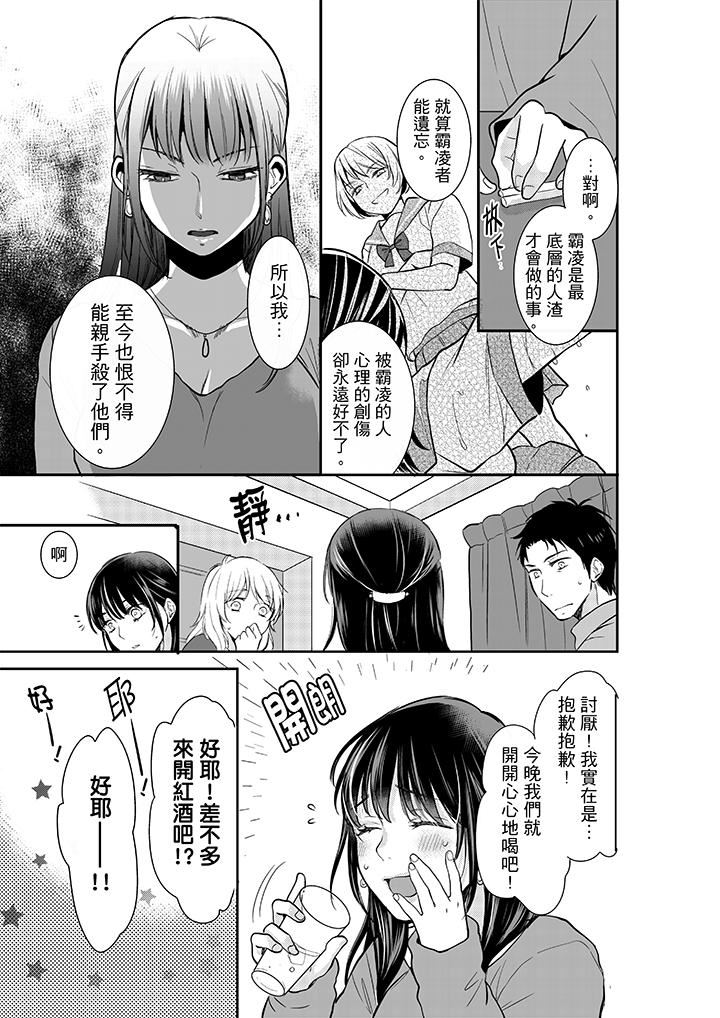 …對啊。
霸凌是最
底層的人渣
才會做的事。
放下
就算霸凌者
能遺忘。
被霸凌的人
心理的創傷
卻永遠好不了。
所以我…
至今也恨不得
能親手殺了他們。
靜…
啊
討厭！我實在是…
抱歉抱歉！
今晚我們就
開開心心地喝吧！
開朗
耶—！
好—！
好耶！差不多
來開紅酒吧!?
好耶——!!